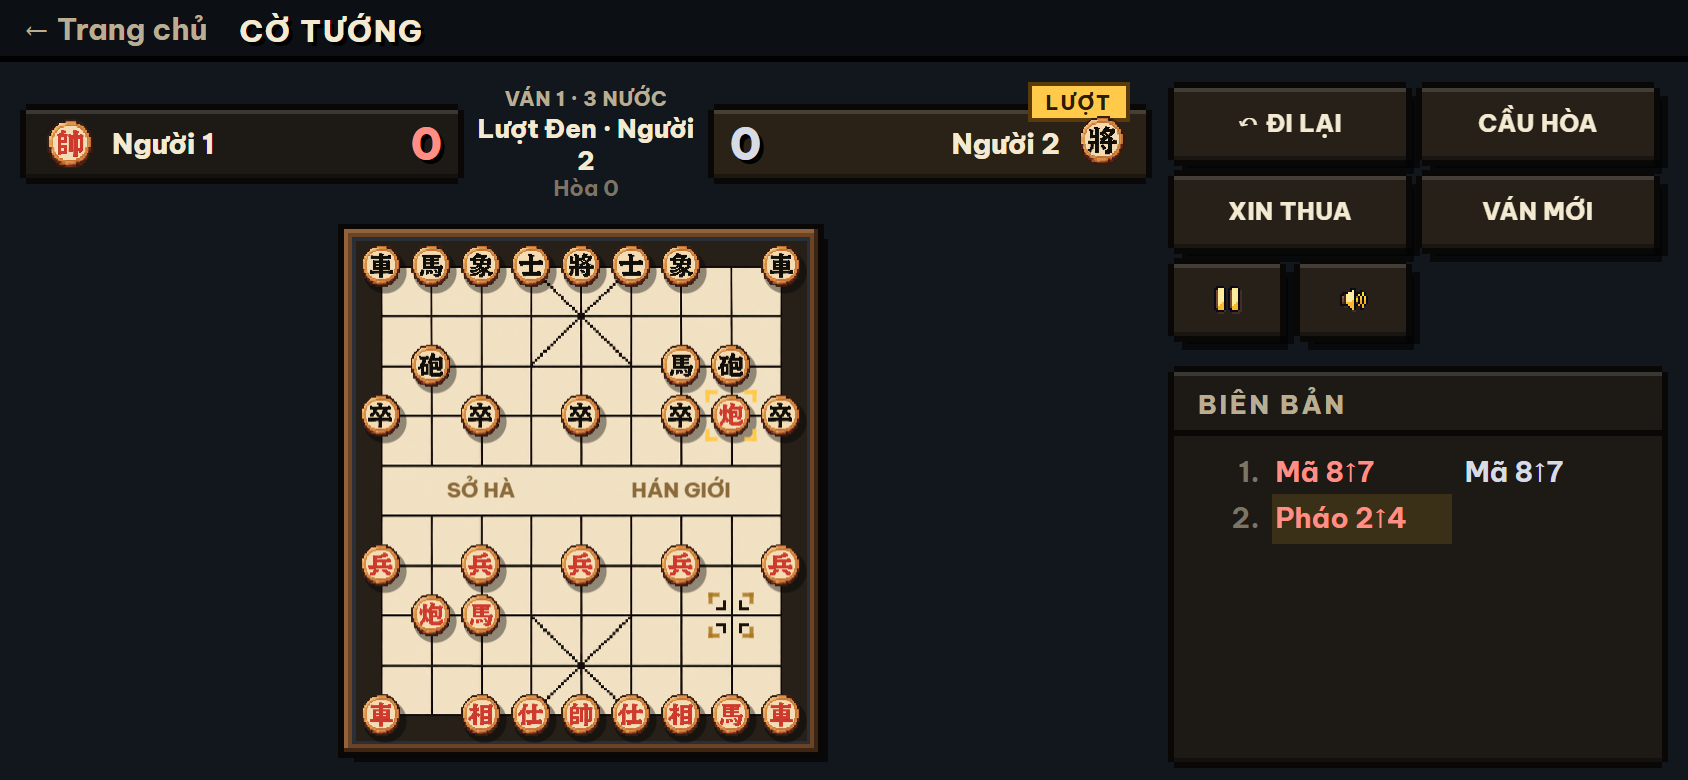 ← Trang chủ CỜ TƯỚNG
帥 Người 1 0
VÁN 1 · 3 NƯỚC
Lượt Đen · Người 2
Hòa 0
LƯỢT
0 Người 2 將
↶ ĐI LẠI
CẦU HÒA
XIN THUA
VÁN MỚI
車馬象士將士象車
砲馬砲
卒卒卒卒炮卒
SỞ HÀ HÁN GIỚI
兵兵兵兵兵
炮馬
車相仕帥仕相馬車
BIÊN BẢN
1. Mã 8↑7 Mã 8↑7
2. Pháo 2↑4